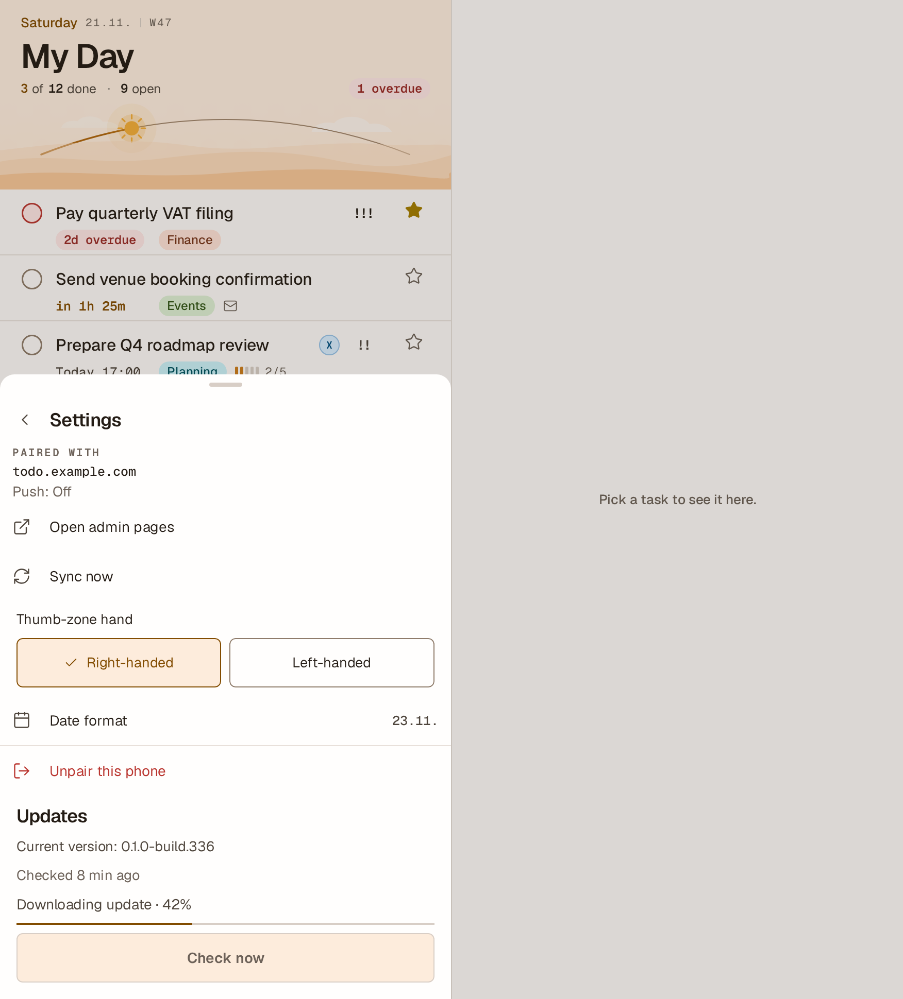 Saturday 21.11. | W47
My Day
3 of 12 done · 9 open
1 overdue
Pay quarterly VAT filing !!!
2d overdue Finance
Send venue booking confirmation
in 1h 25m Events
Prepare Q4 roadmap review X !!
Today 17:00 Planning 2/5
Settings
PAIRED WITH
todo.example.com
Push: Off
Open admin pages
Sync now
Thumb-zone hand
Right-handed Left-handed
Date format 23.11.
Unpair this phone
Updates
Current version: 0.1.0-build.336
Checked 8 min ago
Downloading update · 42%
Check now
Pick a task to see it here.